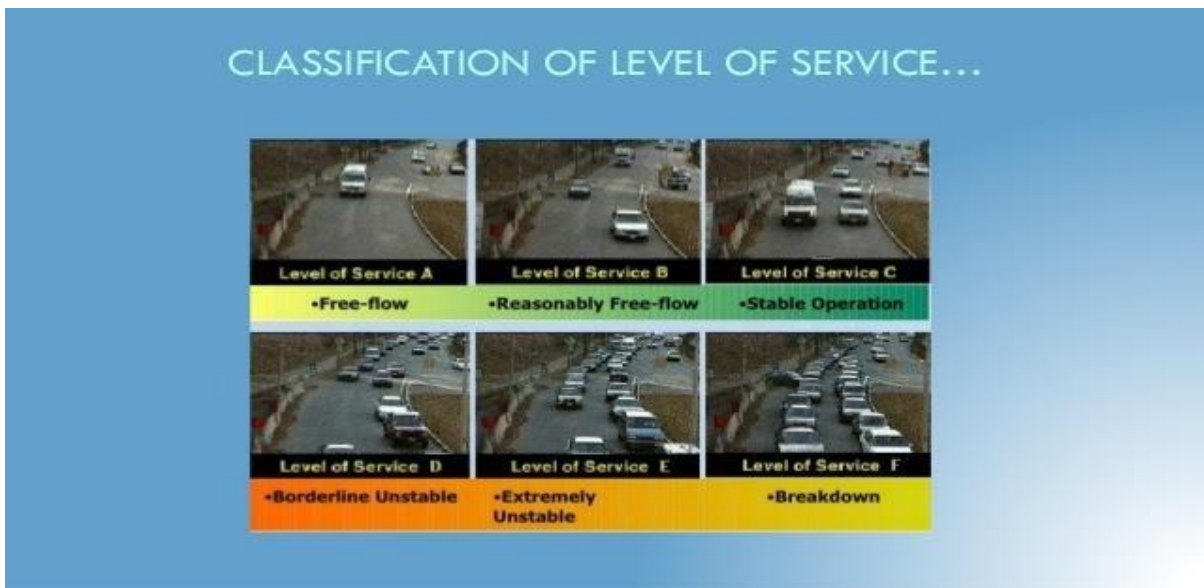 CLASSIFICATION OF LEVEL OF SERVICE...
Level of Service A
Level of Service B
Level of Service C
•Free-flow
•Reasonably Free-flow
•Stable Operation
Level of Service D
Level of Service E
Level of Service F
•Borderline Unstable
•Extremely
Unstable
•Breakdown